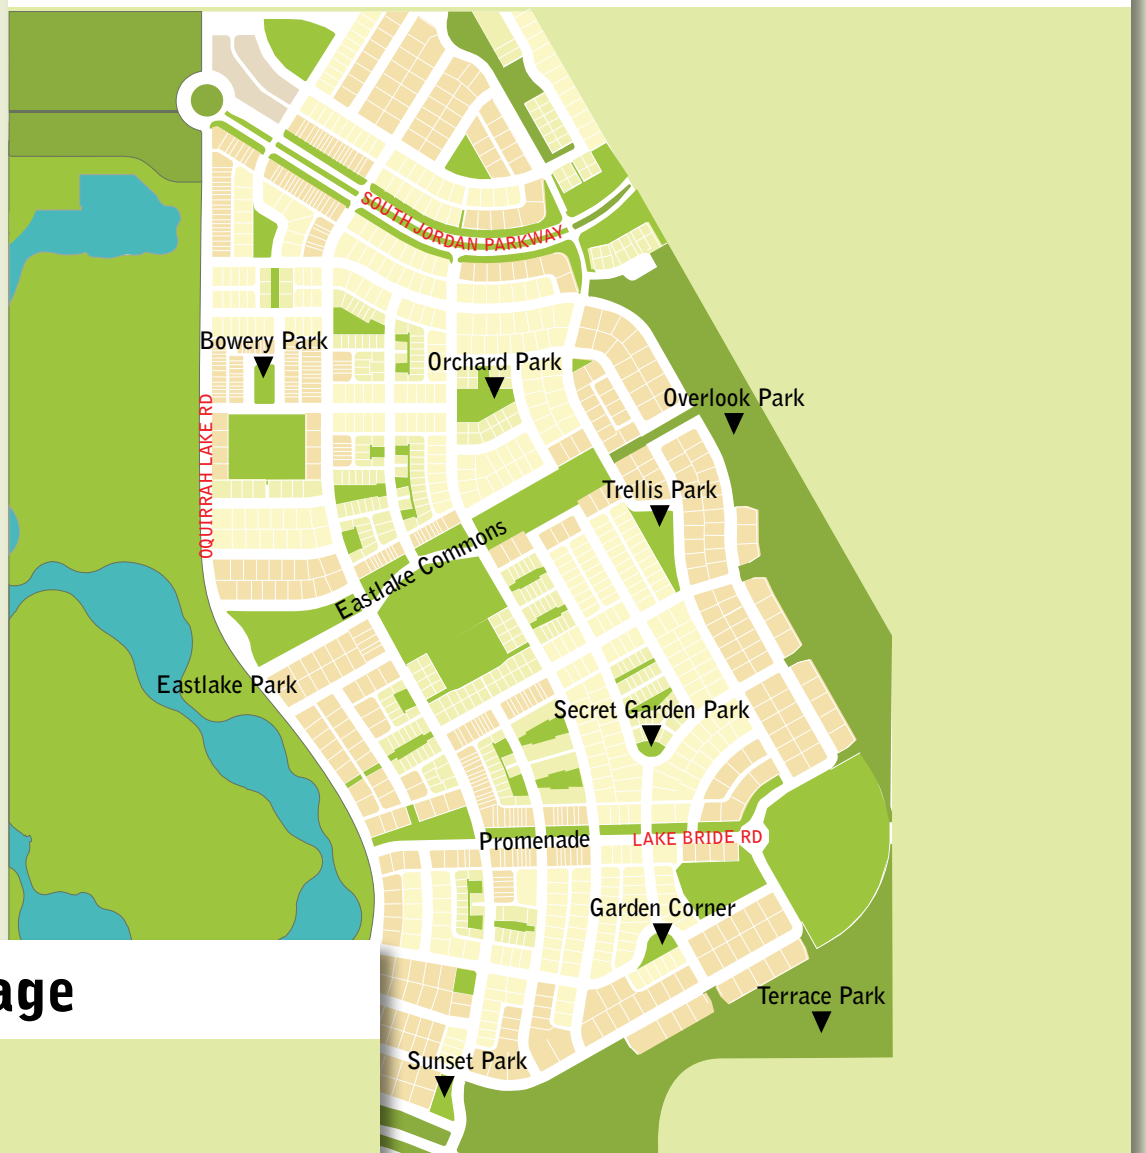 SOUTH JORDAN PARKWAY
Bowery Park
Orchard Park
Overlook Park
OQUIRRAH LAKE RD
Trellis Park
Eastlake Commons
Eastlake Park
Secret Garden Park
Promenade
LAKE BRIDE RD
Garden Corner
age
Terrace Park
Sunset Park